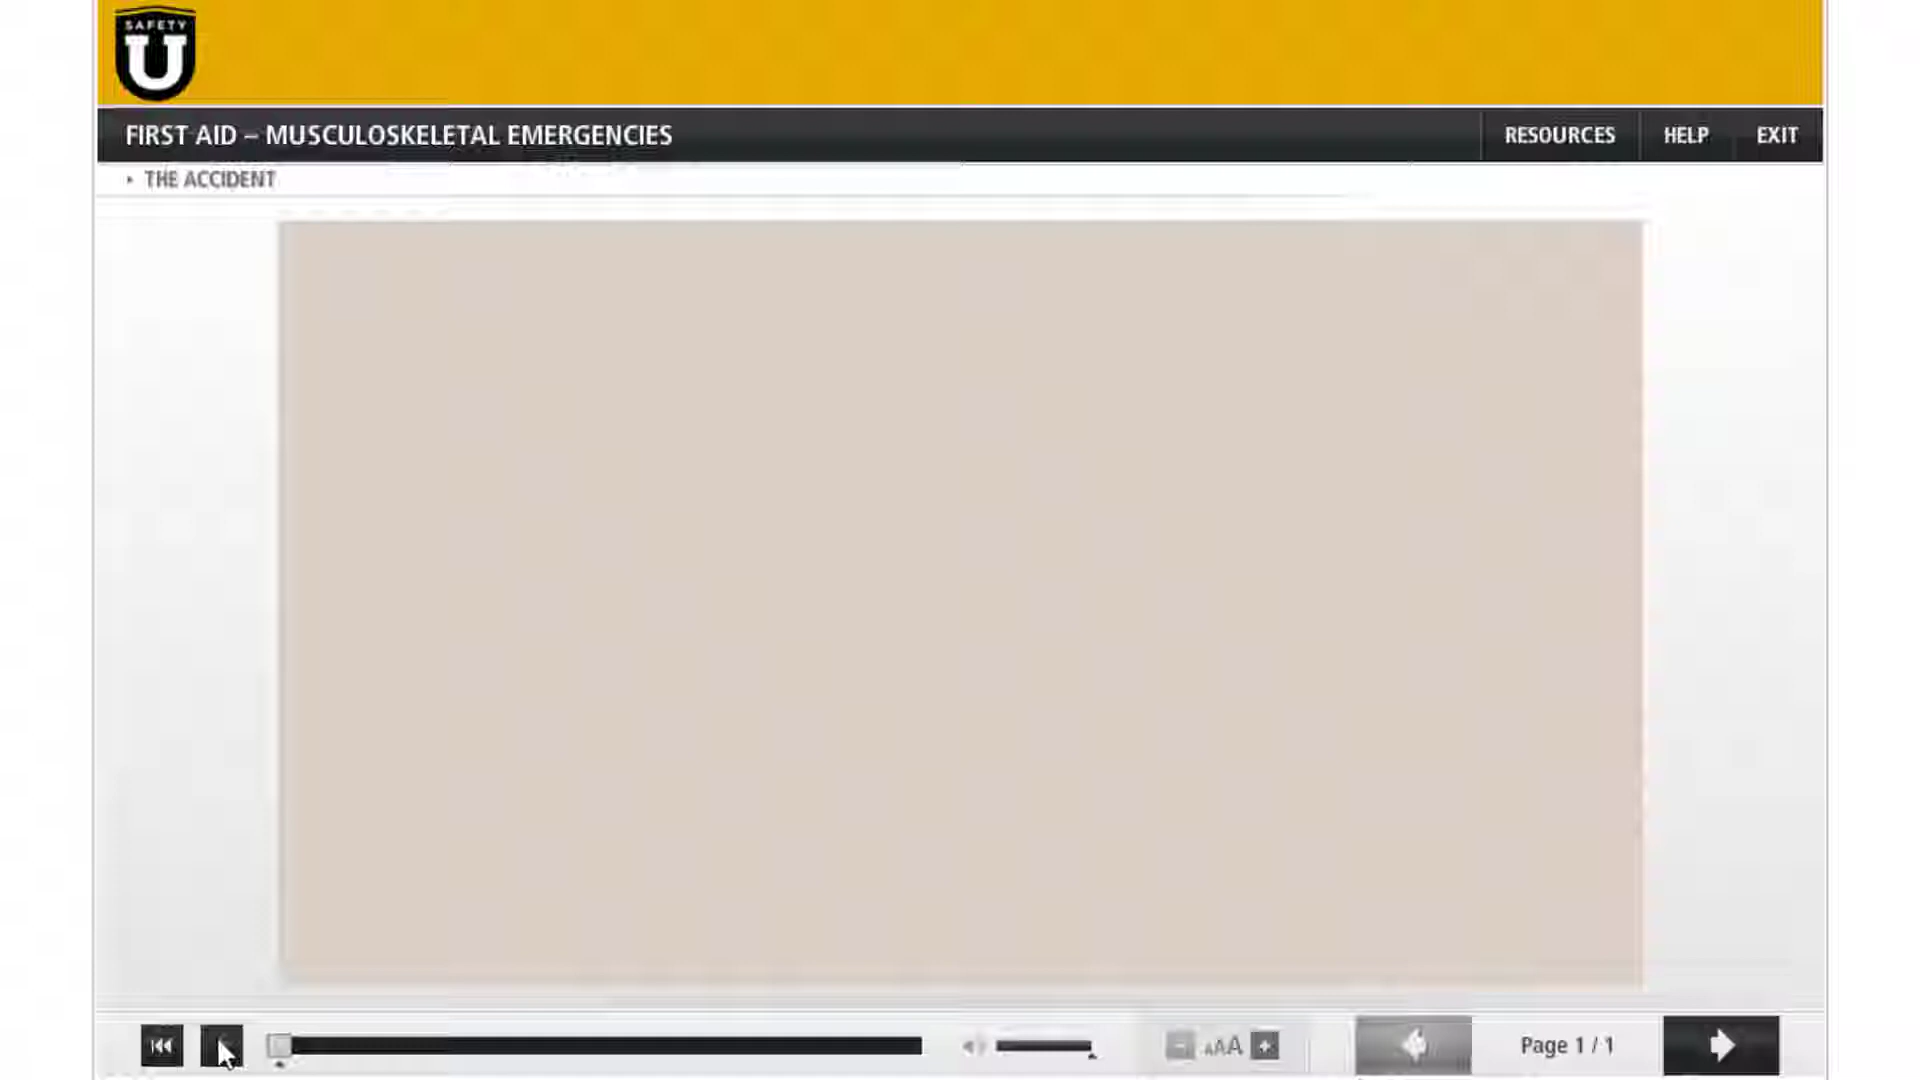 SAFETY
U
FIRST AID – MUSCULOSKELETAL EMERGENCIES
RESOURCES
HELP
EXIT
THE ACCIDENT
AAA
Page 1 / 1